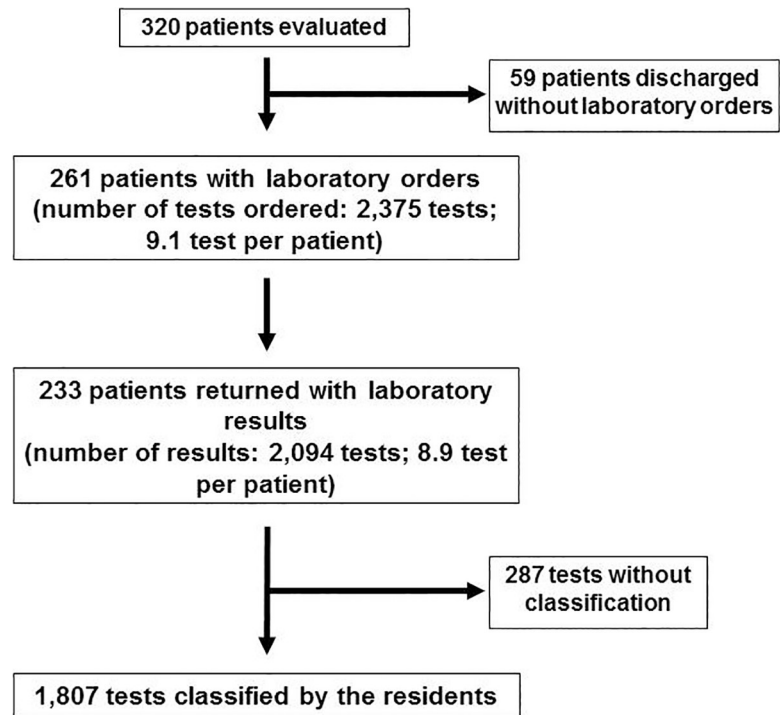 320 patients evaluated
59 patients discharged
without laboratory orders
261 patients with laboratory orders
(number of tests ordered: 2,375 tests;
9.1 test per patient)
233 patients returned with laboratory
results
(number of results: 2,094 tests; 8.9 test
per patient)
287 tests without
classification
1,807 tests classified by the residents